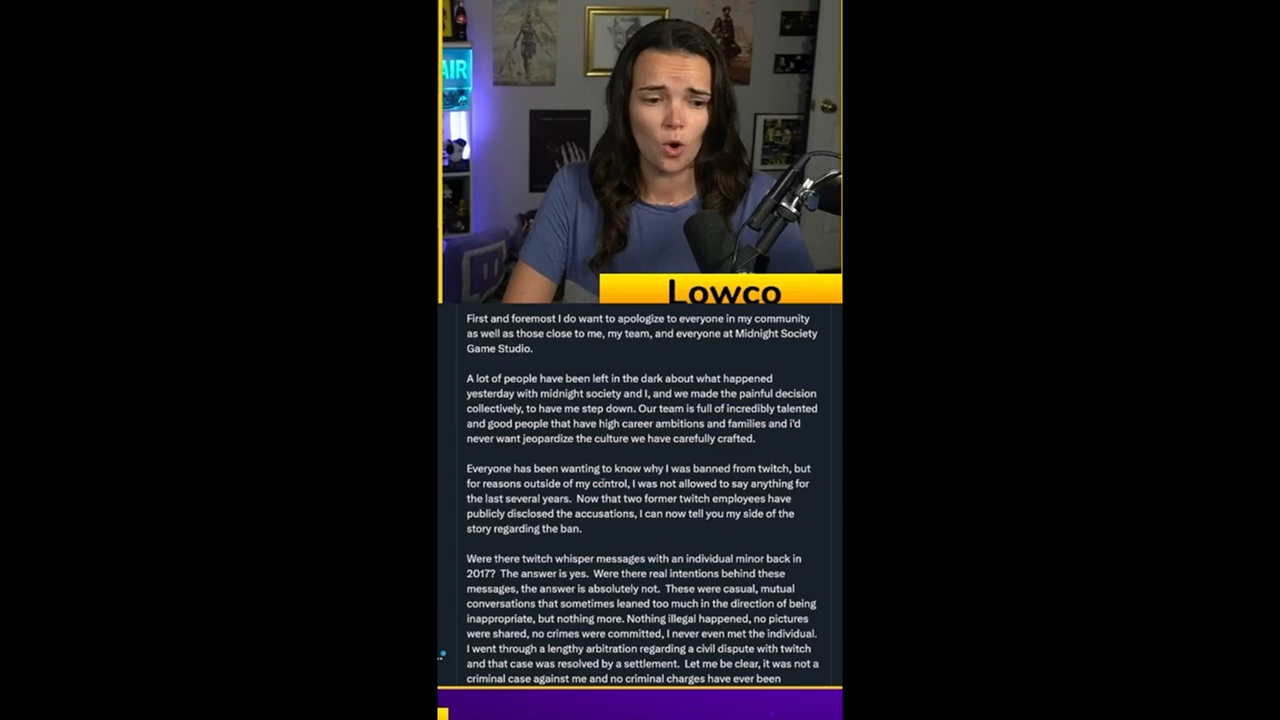 AIR
Lowco
First and foremost I do want to apologize to everyone in my community
as well as those close to me, my team, and everyone at Midnight Society
Game Studio.
A lot of people have been left in the dark about what happened
yesterday with midnight society and I, and we made the painful decision
collectively, to have me step down. Our team is full of incredibly talented
and good people that have high career ambitions and families and i'd
never want jeopardize the culture we have carefully crafted.
Everyone has been wanting to know why I was banned from twitch, but
for reasons outside of my control, I was not allowed to say anything for
the last several years. Now that two former twitch employees have
publicly disclosed the accusations, I can now tell you my side of the
story regarding the ban.
Were there twitch whisper messages with an individual minor back in
2017? The answer is yes. Were there real intentions behind these
messages, the answer is absolutely not. These were casual, mutual
conversations that sometimes leaned too much in the direction of being
inappropriate, but nothing more. Nothing illegal happened, no pictures
were shared, no crimes were committed, I never even met the individual.
I went through a lengthy arbitration regarding a civil dispute with twitch
and that case was resolved by a settlement. Let me be clear, it was not a
criminal case against me and no criminal charges have ever been